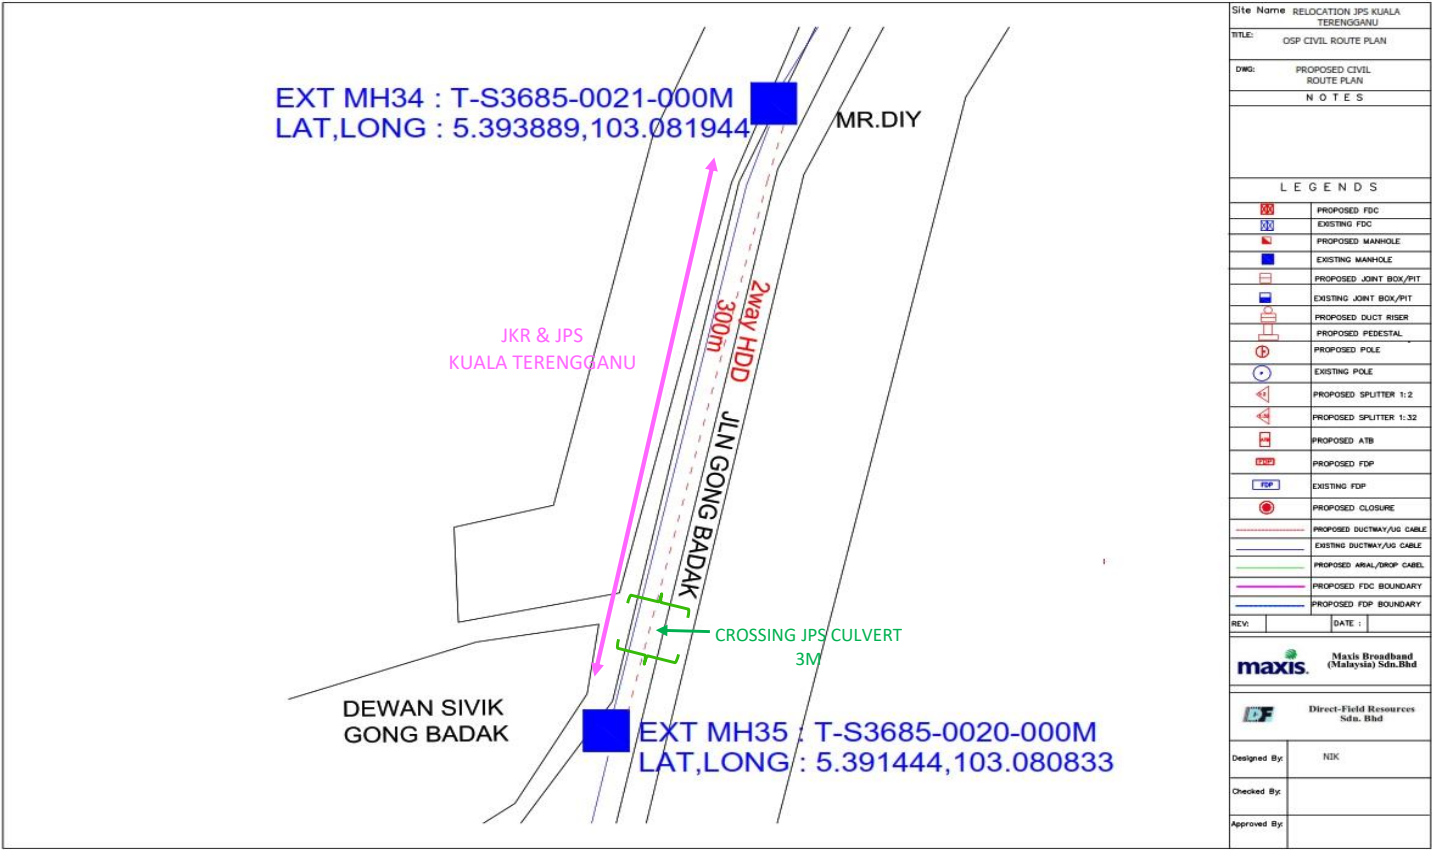 EXT MH34 : T-S3685-0021-000M
LAT,LONG : 5.393889,103.081944
MR.DIY
JKR & JPS
KUALA TERENGGANU
2way HDD
300m
JLN GONG BADAK
CROSSING JPS CULVERT
3M
DEWAN SIVIK
GONG BADAK
EXT MH35 : T-S3685-0020-000M
LAT,LONG : 5.391444,103.080833
Site Name RELOCATION JPS KUALA
TERENGGANU
TITLE: OSP CIVIL ROUTE PLAN
DWG: PROPOSED CIVIL
ROUTE PLAN
NOTES
LEGENDS
PROPOSED FDC
EXISTING FDC
PROPOSED MANHOLE
EXISTING MANHOLE
PROPOSED JOINT BOX/PIT
EXISTING JOINT BOX/PIT
PROPOSED DUCT RISER
PROPOSED PEDESTAL
PROPOSED POLE
EXISTING POLE
PROPOSED SPLITTER 1:2
PROPOSED SPLITTER 1:32
ATB PROPOSED ATB
FDP PROPOSED FDP
FDP EXISTING FDP
PROPOSED CLOSURE
PROPOSED DUCTWAY/UG CABLE
EXISTING DUCTWAY/UG CABLE
PROPOSED ARIAL/DROP CABEL
PROPOSED FDC BOUNDARY
PROPOSED FDP BOUNDARY
REV: DATE :
maxis. Maxis Broadband
(Malaysia) Sdn.Bhd
DF Direct-Field Resources
Sdn. Bhd
Designed By: NIK
Checked By:
Approved By: